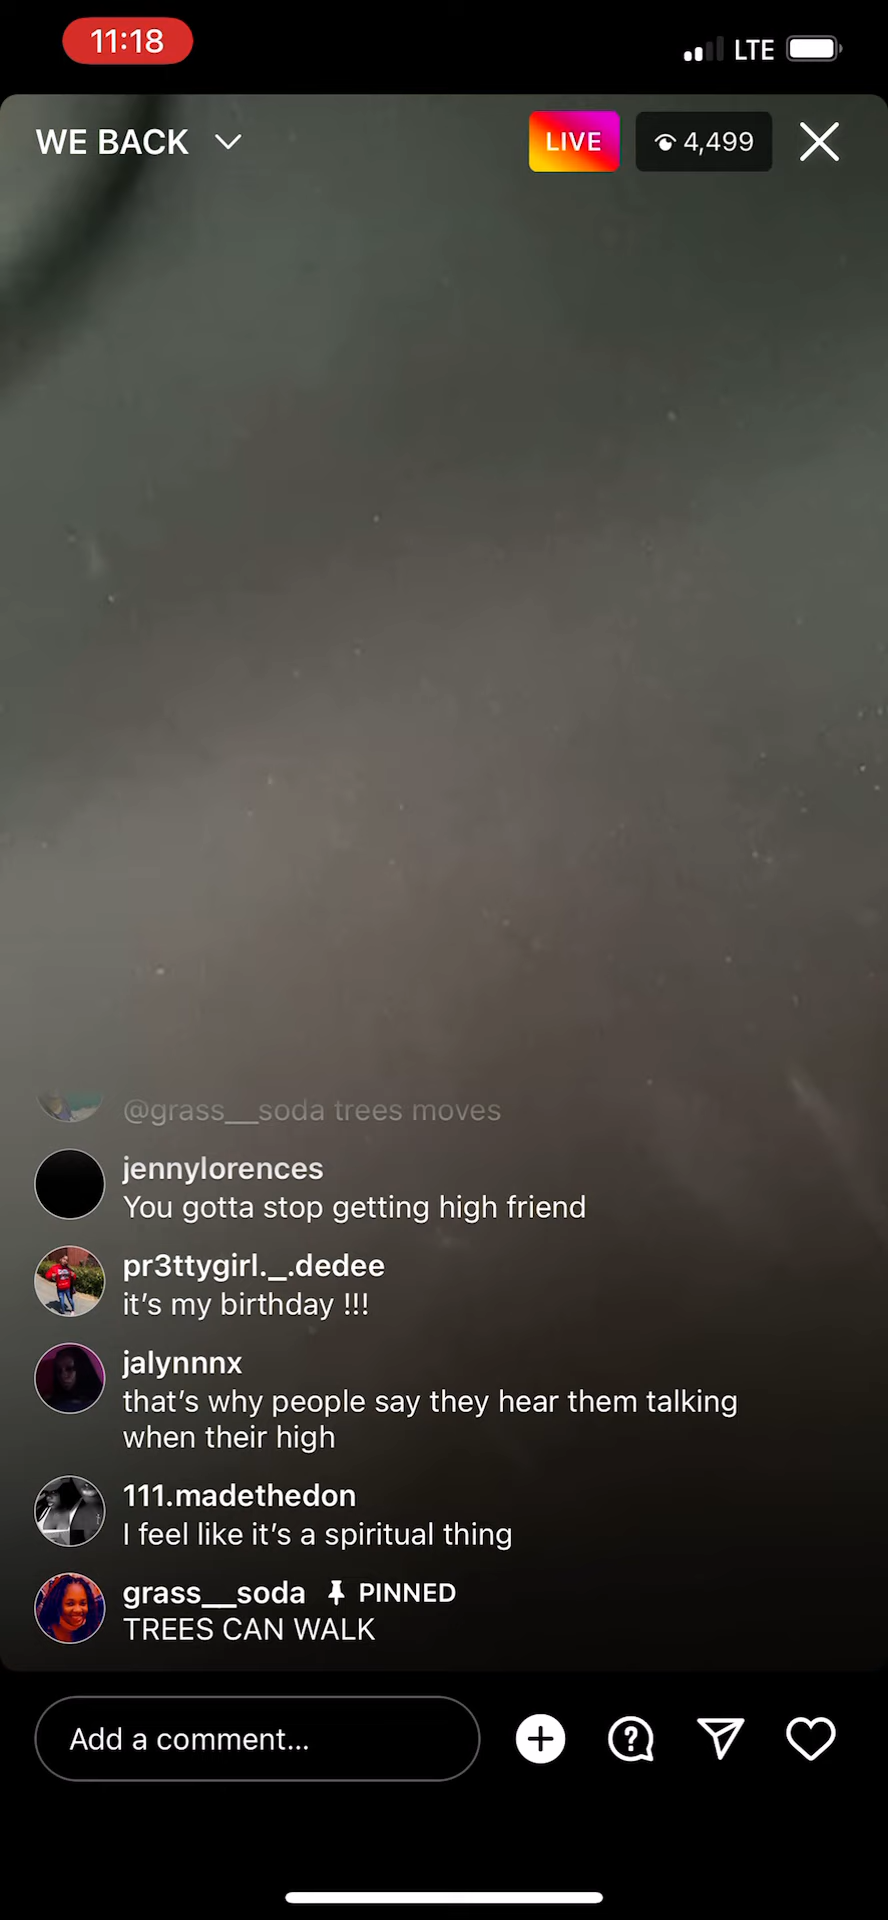 11:18
LTE
WE BACK
LIVE
4,499
@grass__soda trees moves
jennylorences
You gotta stop getting high friend
pr3ttygirl._.dedee
it’s my birthday !!!
jalynnnx
that’s why people say they hear them talking
when their high
111.madethedon
I feel like it’s a spiritual thing
grass__soda PINNED
TREES CAN WALK
Add a comment...